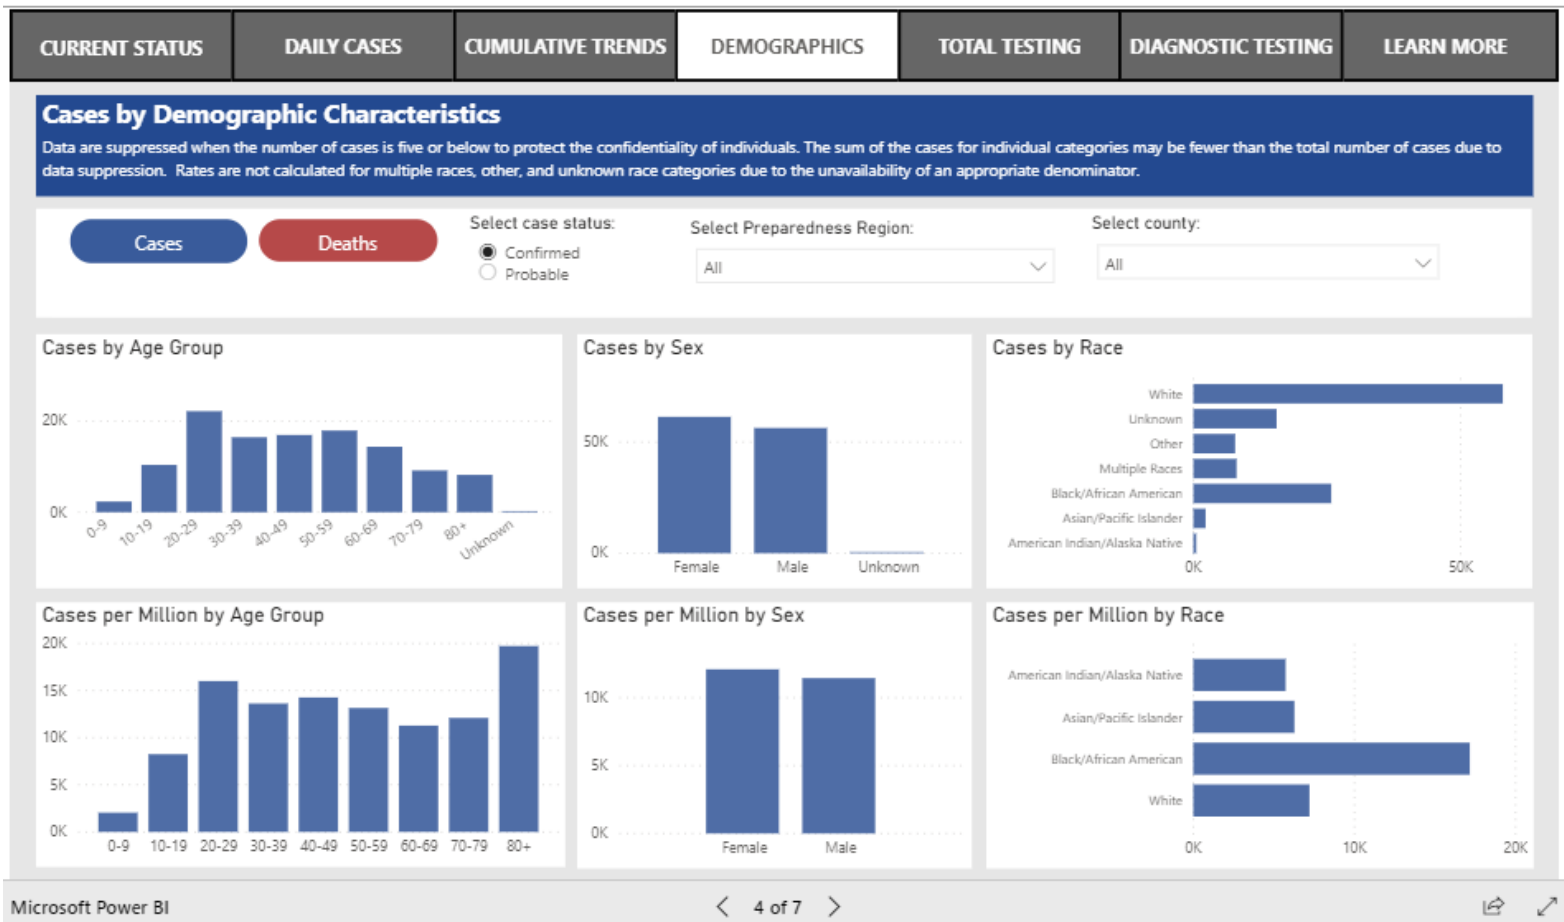 CURRENT STATUS
DAILY CASES
CUMULATIVE TRENDS
DEMOGRAPHICS
TOTAL TESTING
DIAGNOSTIC TESTING
LEARN MORE
Cases by Demographic Characteristics
Data are suppressed when the number of cases is five or below to protect the confidentiality of individuals. The sum of the cases for individual categories may be fewer than the total number of cases due to
data suppression.  Rates are not calculated for multiple races, other, and unknown race categories due to the unavailability of an appropriate denominator.
Cases
Deaths
Select case status:
Confirmed
Probable
Select Preparedness Region:
All
Select county:
All
Cases by Age Group
20K
0K
0-9
10-19
20-29
30-39
40-49
50-59
60-69
70-79
80+
Unknown
Cases by Sex
50K
0K
Female
Male
Unknown
Cases by Race
White
Unknown
Other
Multiple Races
Black/African American
Asian/Pacific Islander
American Indian/Alaska Native
0K
50K
Cases per Million by Age Group
20K
15K
10K
5K
0K
0-9
10-19
20-29
30-39
40-49
50-59
60-69
70-79
80+
Cases per Million by Sex
10K
5K
0K
Female
Male
Cases per Million by Race
American Indian/Alaska Native
Asian/Pacific Islander
Black/African American
White
0K
10K
20K
Microsoft Power BI
4 of 7